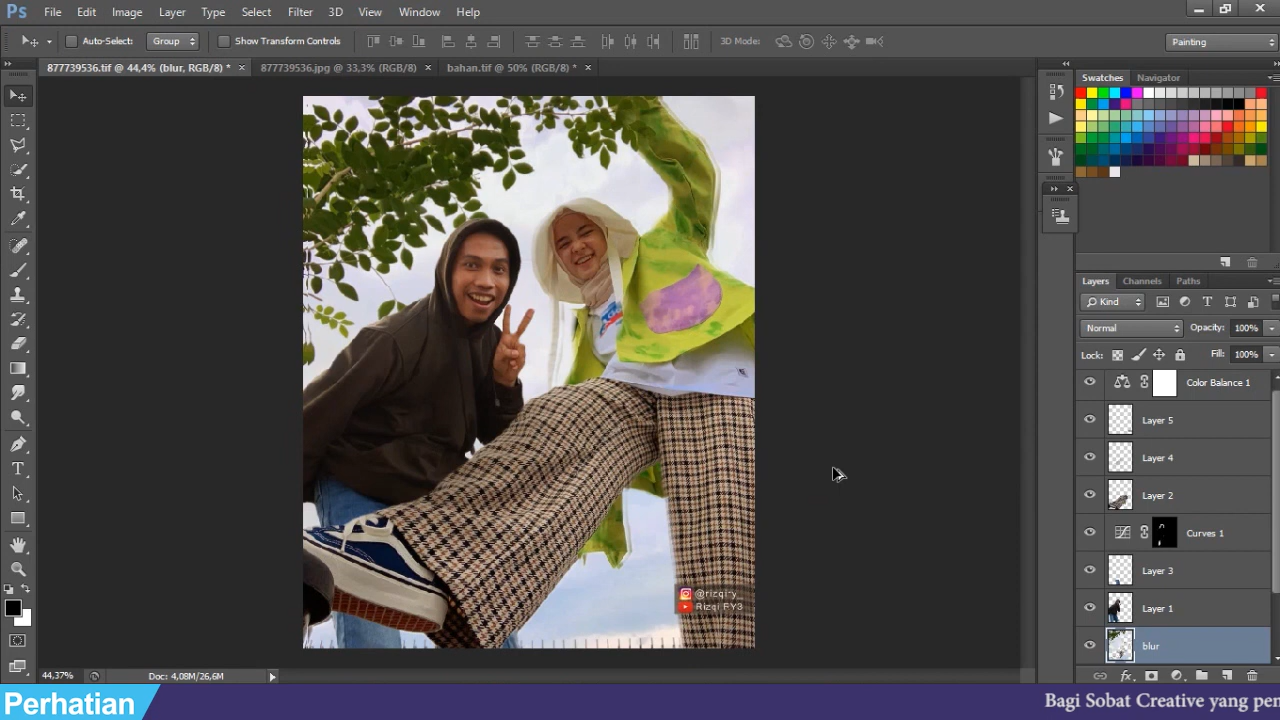 Ps File Edit Image Layer Type Select Filter 3D View Window Help
Auto-Select: Group Show Transform Controls 3D Mode: Painting
877739536.tif @ 44,4% (blur, RGB/8) * × 877739536.jpg @ 33,3% (RGB/8) × bahan.tif @ 50% (RGB/8) * ×
Swatches Navigator
Layers Channels Paths
Kind
Normal Opacity: 100%
Lock: Fill: 100%
Color Balance 1
Layer 5
Layer 4
Layer 2
Curves 1
Layer 3
Layer 1
blur
@rizqiry_
Rizqi RY3
44,37% Doc: 4,08M/26,6M
Perhatian Bagi Sobat Creative yang pen